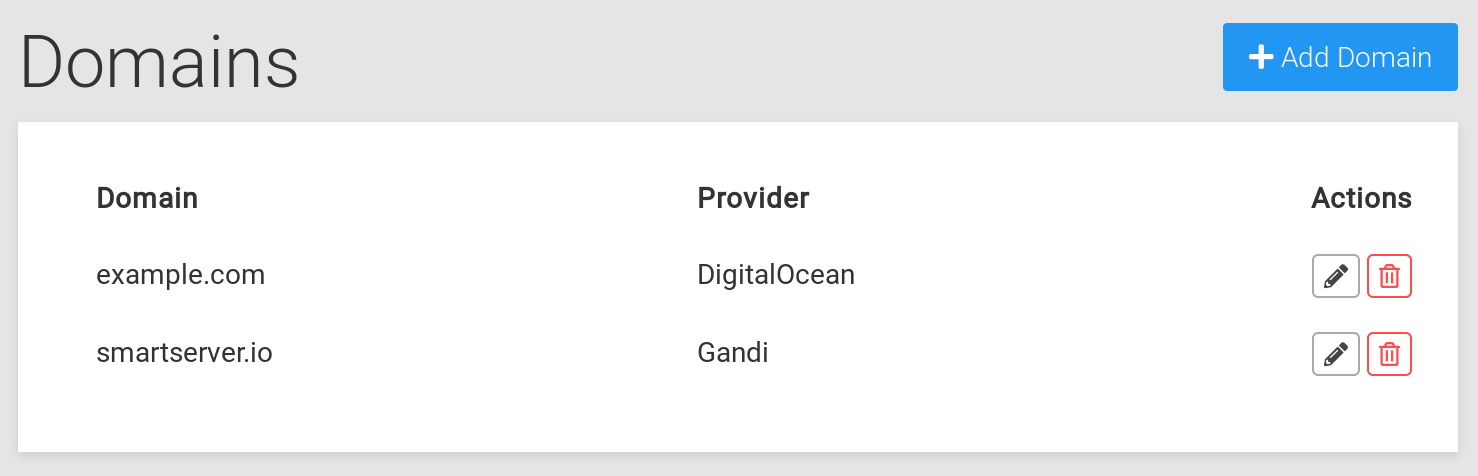 Domains
Add Domain
Domain Provider Actions
example.com DigitalOcean
smartserver.io Gandi